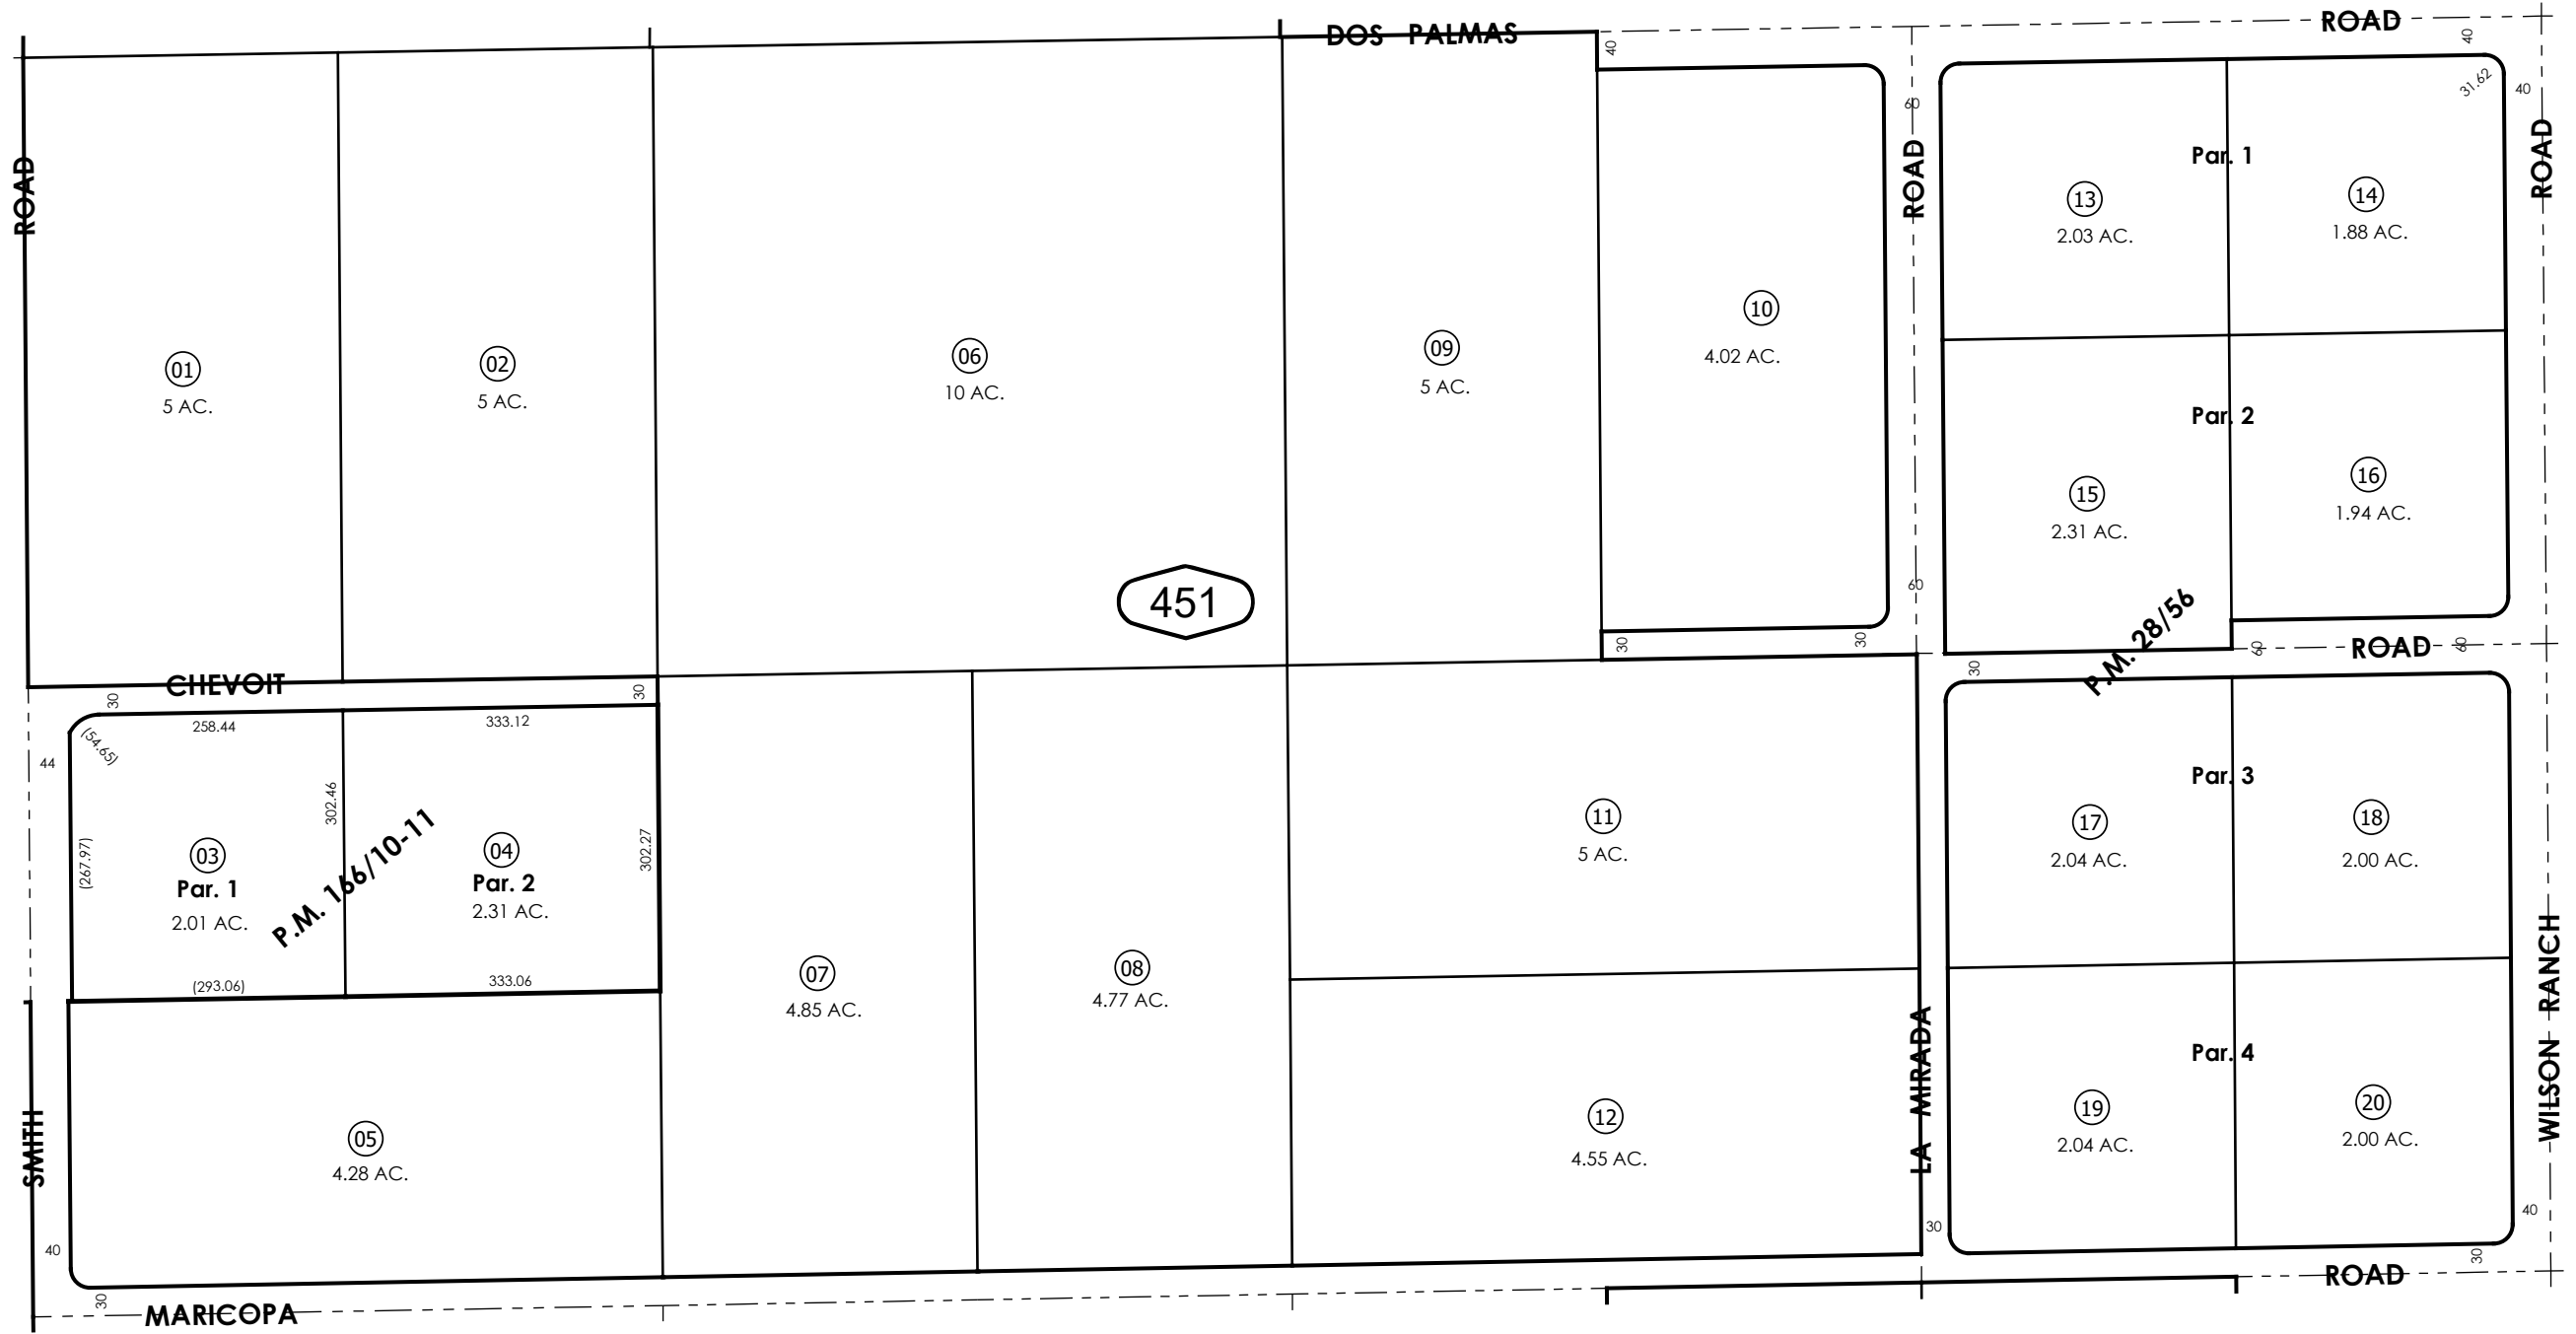 DOS PALMAS
ROAD
40
40
31.62
40
60
ROAD
ROAD
ROAD
Par. 1
13
2.03 AC.
14
1.88 AC.
10
4.02 AC.
09
5 AC.
06
10 AC.
02
5 AC.
01
5 AC.
Par. 2
15
2.31 AC.
16
1.94 AC.
451
60
P.M. 28/56
30
30
30
60
ROAD
60
CHEVOIT
30
30
258.44
333.12
(54.65)
44
302.46
(267.97)
P.M. 166/10-11
03
Par. 1
2.01 AC.
04
Par. 2
2.31 AC.
302.27
(293.06)
333.06
07
4.85 AC.
08
4.77 AC.
11
5 AC.
Par. 3
17
2.04 AC.
18
2.00 AC.
WILSON RANCH
LA MIRADA
Par. 4
19
2.04 AC.
20
2.00 AC.
12
4.55 AC.
05
4.28 AC.
SMITH
40
30
MARICOPA
30
40
30
ROAD